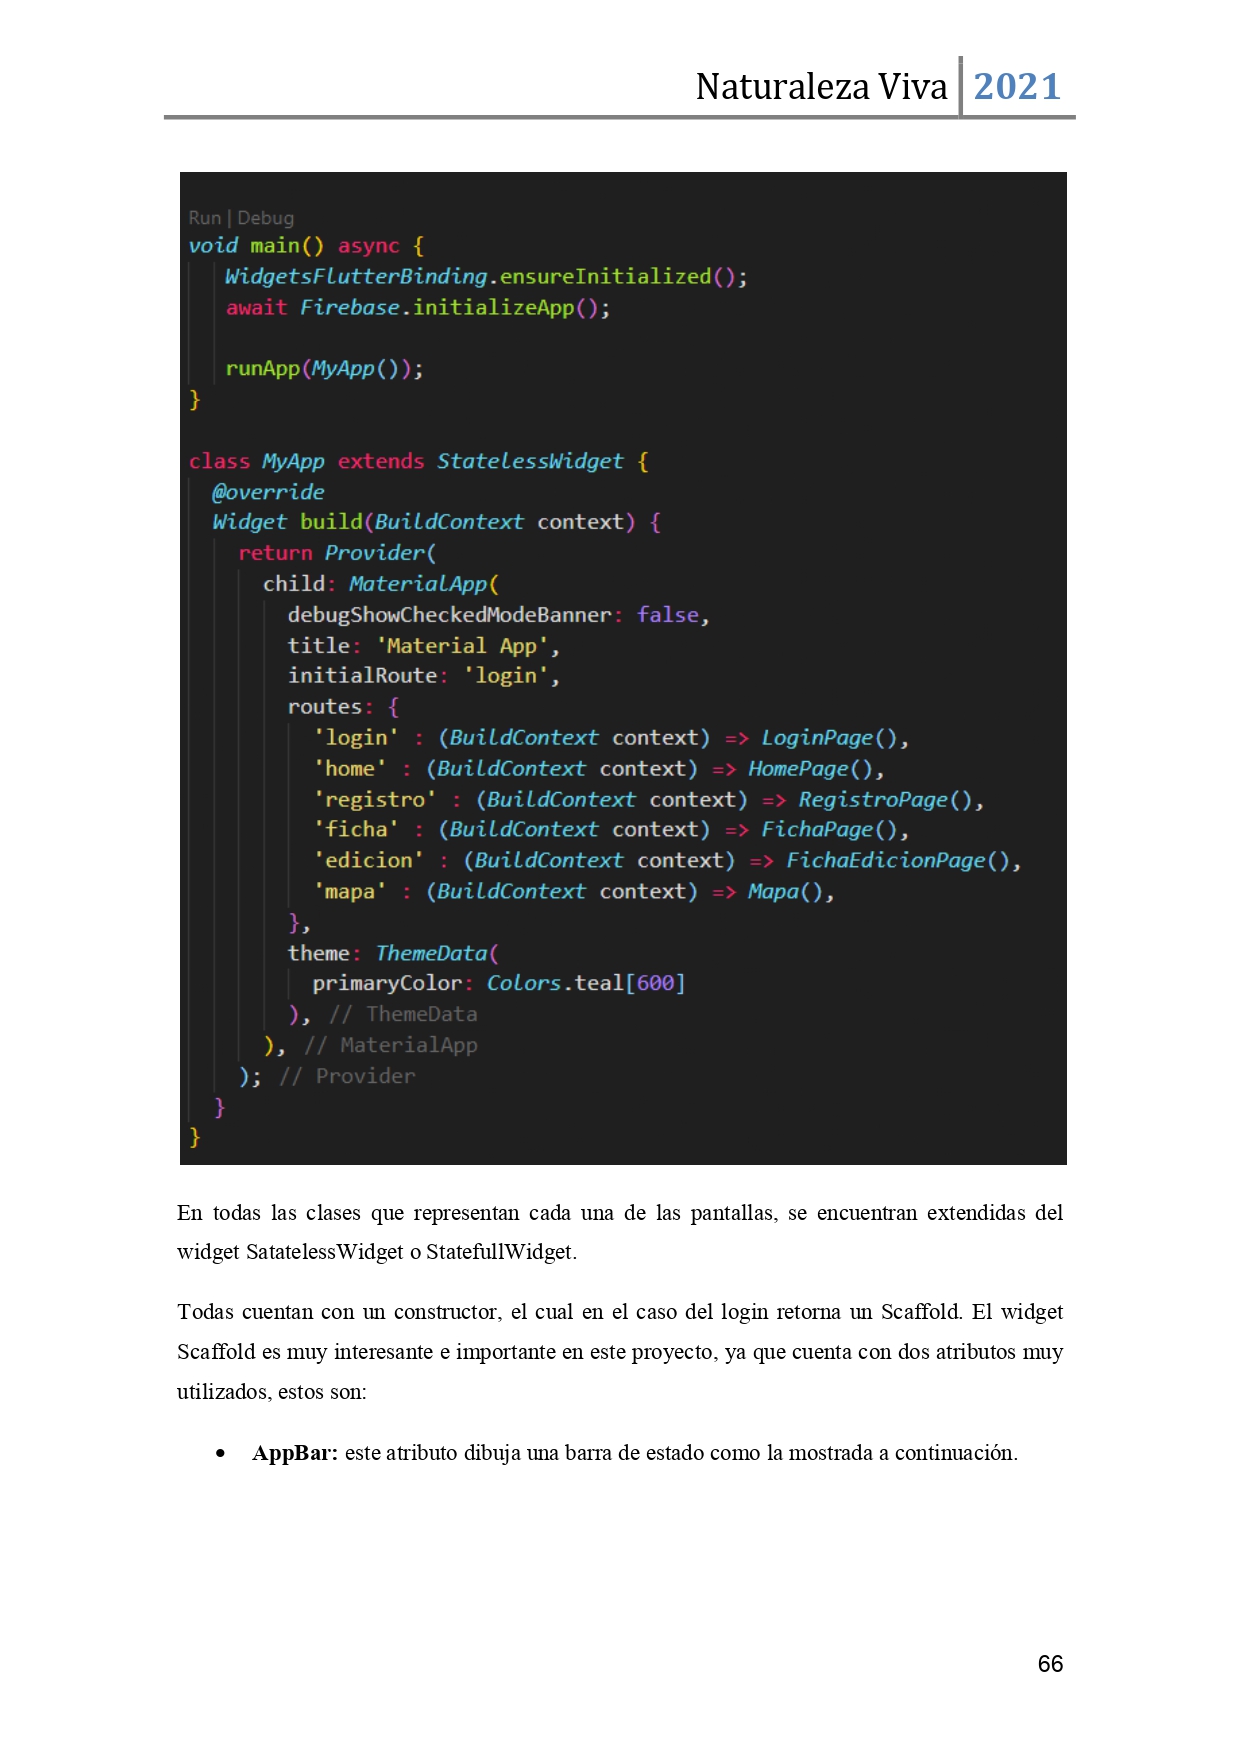 Naturaleza Viva 2021
Run | Debug
void main() async {
WidgetsFlutterBinding.ensureInitialized();
await Firebase.initializeApp();
runApp(MyApp());
}
class MyApp extends StatelessWidget {
@override
Widget build(BuildContext context) {
return Provider(
child: MaterialApp(
debugShowCheckedModeBanner: false,
title: 'Material App',
initialRoute: 'login',
routes: {
'login' : (BuildContext context) => LoginPage(),
'home' : (BuildContext context) => HomePage(),
'registro' : (BuildContext context) => RegistroPage(),
'ficha' : (BuildContext context) => FichaPage(),
'edicion' : (BuildContext context) => FichaEdicionPage(),
'mapa' : (BuildContext context) => Mapa(),
},
theme: ThemeData(
primaryColor: Colors.teal[600]
), // ThemeData
), // MaterialApp
); // Provider
}
}
En todas las clases que representan cada una de las pantallas, se encuentran extendidas del
widget SatatelessWidget o StatefullWidget.
Todas cuentan con un constructor, el cual en el caso del login retorna un Scaffold. El widget
Scaffold es muy interesante e importante en este proyecto, ya que cuenta con dos atributos muy
utilizados, estos son:
• AppBar: este atributo dibuja una barra de estado como la mostrada a continuación.
66